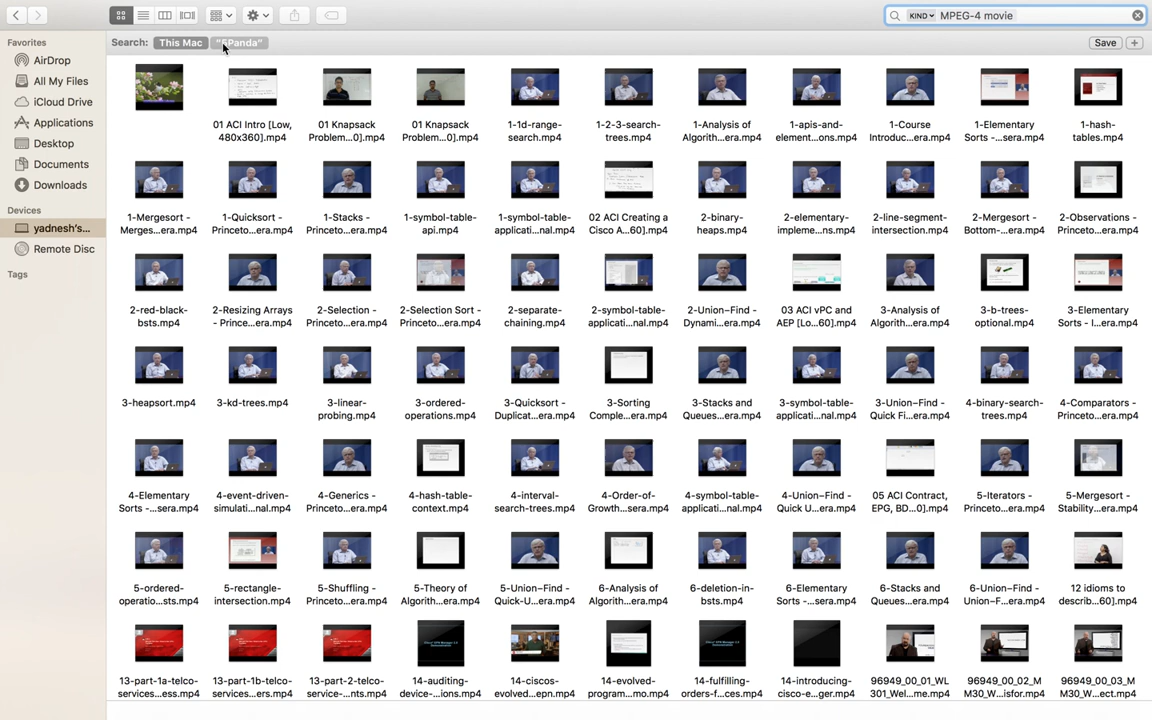 KIND MPEG-4 movie
Favorites
AirDrop
All My Files
iCloud Drive
Applications
Desktop
Documents
Downloads
Devices
yadnesh's...
Remote Disc
Tags
Search: This Mac Panda" Save +
01 ACI Intro [Low, 480x360].mp4
01 Knapsack Problem...0].mp4
01 Knapsack Problem...0].mp4
1-1d-range-search.mp4
1-2-3-search-trees.mp4
1-Analysis of Algorith...era.mp4
1-apis-and-element...ons.mp4
1-Course Introduc...era.mp4
1-Elementary Sorts -...sera.mp4
1-hash-tables.mp4
1-Mergesort - Merges...era.mp4
1-Quicksort - Princeto...era.mp4
1-Stacks - Princeto...era.mp4
1-symbol-table-api.mp4
1-symbol-table-applicati...nal.mp4
02 ACI Creating a Cisco A...60].mp4
2-binary-heaps.mp4
2-elementary-impleme...ns.mp4
2-line-segment-intersection.mp4
2-Mergesort - Bottom-...era.mp4
2-Observations - Princeto...era.mp4
2-red-black-bsts.mp4
2-Resizing Arrays - Prince...era.mp4
2-Selection - Princeto...era.mp4
2-Selection Sort - Princeto...era.mp4
2-separate-chaining.mp4
2-symbol-table-applicati...nal.mp4
2-Union–Find - Dynami...era.mp4
03 ACI vPC and AEP [Lo...60].mp4
3-Analysis of Algorith...era.mp4
3-b-trees-optional.mp4
3-Elementary Sorts - I...era.mp4
3-heapsort.mp4
3-kd-trees.mp4
3-linear-probing.mp4
3-ordered-operations.mp4
3-Quicksort - Duplicat...era.mp4
3-Sorting Comple...era.mp4
3-Stacks and Queues...era.mp4
3-symbol-table-applicati...nal.mp4
3-Union–Find - Quick Fi...era.mp4
4-binary-search-trees.mp4
4-Comparators - Princeto...era.mp4
4-Elementary Sorts -...sera.mp4
4-event-driven-simulati...nal.mp4
4-Generics - Princeto...era.mp4
4-hash-table-context.mp4
4-interval-search-trees.mp4
4-Order-of-Growth...sera.mp4
4-symbol-table-applicati...nal.mp4
4-Union–Find - Quick U...era.mp4
05 ACI Contract, EPG, BD...0].mp4
5-Iterators - Princeto...era.mp4
5-Mergesort - Stability...era.mp4
5-ordered-operatio...sts.mp4
5-rectangle-intersection.mp4
5-Shuffling - Princeto...era.mp4
5-Theory of Algorith...era.mp4
5-Union–Find - Quick-U...era.mp4
6-Analysis of Algorith...era.mp4
6-deletion-in-bsts.mp4
6-Elementary Sorts -...sera.mp4
6-Stacks and Queues...era.mp4
6-Union–Find - Union–F...era.mp4
12 idioms to describ...60].mp4
13-part-1a-telco-services...ess.mp4
13-part-1b-telco-services...ers.mp4
13-part-2-telco-service-...nts.mp4
14-auditing-device-...ions.mp4
14-ciscos-evolved...epn.mp4
14-evolved-program...mo.mp4
14-fulfilling-orders-f...ces.mp4
14-introducing-cisco-e...ger.mp4
96949_00_01_WL301_Wel...me.mp4
96949_00_02_MM30_W...isfor.mp4
96949_00_03_MM30_W...ect.mp4